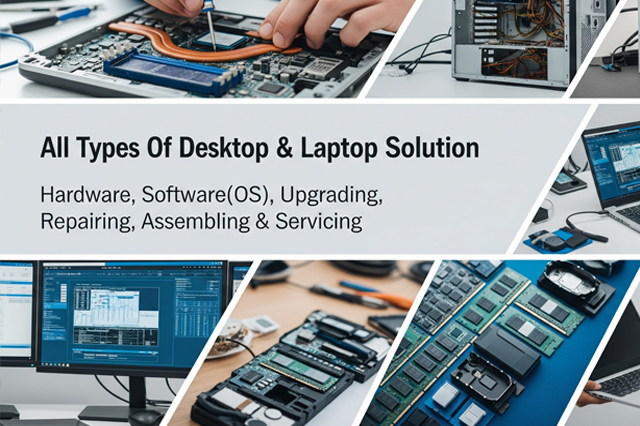 All Types Of Desktop & Laptop Solution
Hardware, Software(OS), Upgrading,
Repairing, Assembling & Servicing